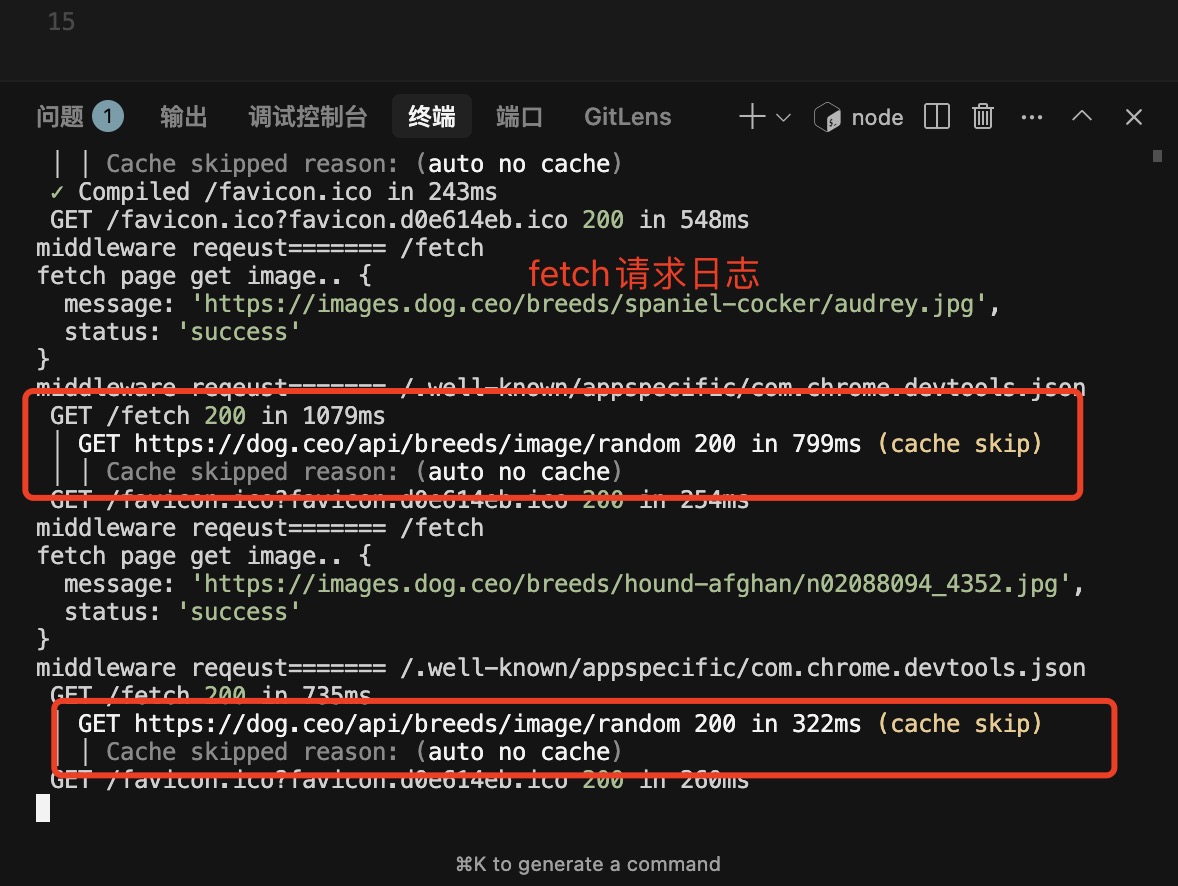 15
问题 1 输出 调试控制台 终端 端口 GitLens node
Cache skipped reason: (auto no cache)
✓ Compiled /favicon.ico in 243ms
GET /favicon.ico?favicon.d0e614eb.ico 200 in 548ms
middleware reqeust======= /fetch
fetch page get image.. {
fetch请求日志
message: 'https://images.dog.ceo/breeds/spaniel-cocker/audrey.jpg',
status: 'success'
}
middleware reqeust======= /.well-known/appspecific/com.chrome.devtools.json
GET /fetch 200 in 1079ms
GET https://dog.ceo/api/breeds/image/random 200 in 799ms (cache skip)
Cache skipped reason: (auto no cache)
GET /favicon.ico?favicon.d0e614eb.ico 200 in 254ms
middleware reqeust======= /fetch
fetch page get image.. {
message: 'https://images.dog.ceo/breeds/hound-afghan/n02088094_4352.jpg',
status: 'success'
}
middleware reqeust======= /.well-known/appspecific/com.chrome.devtools.json
GET /fetch 200 in 735ms
GET https://dog.ceo/api/breeds/image/random 200 in 322ms (cache skip)
Cache skipped reason: (auto no cache)
GET /favicon.ico?favicon.d0e614eb.ico 200 in 260ms
⌘K to generate a command